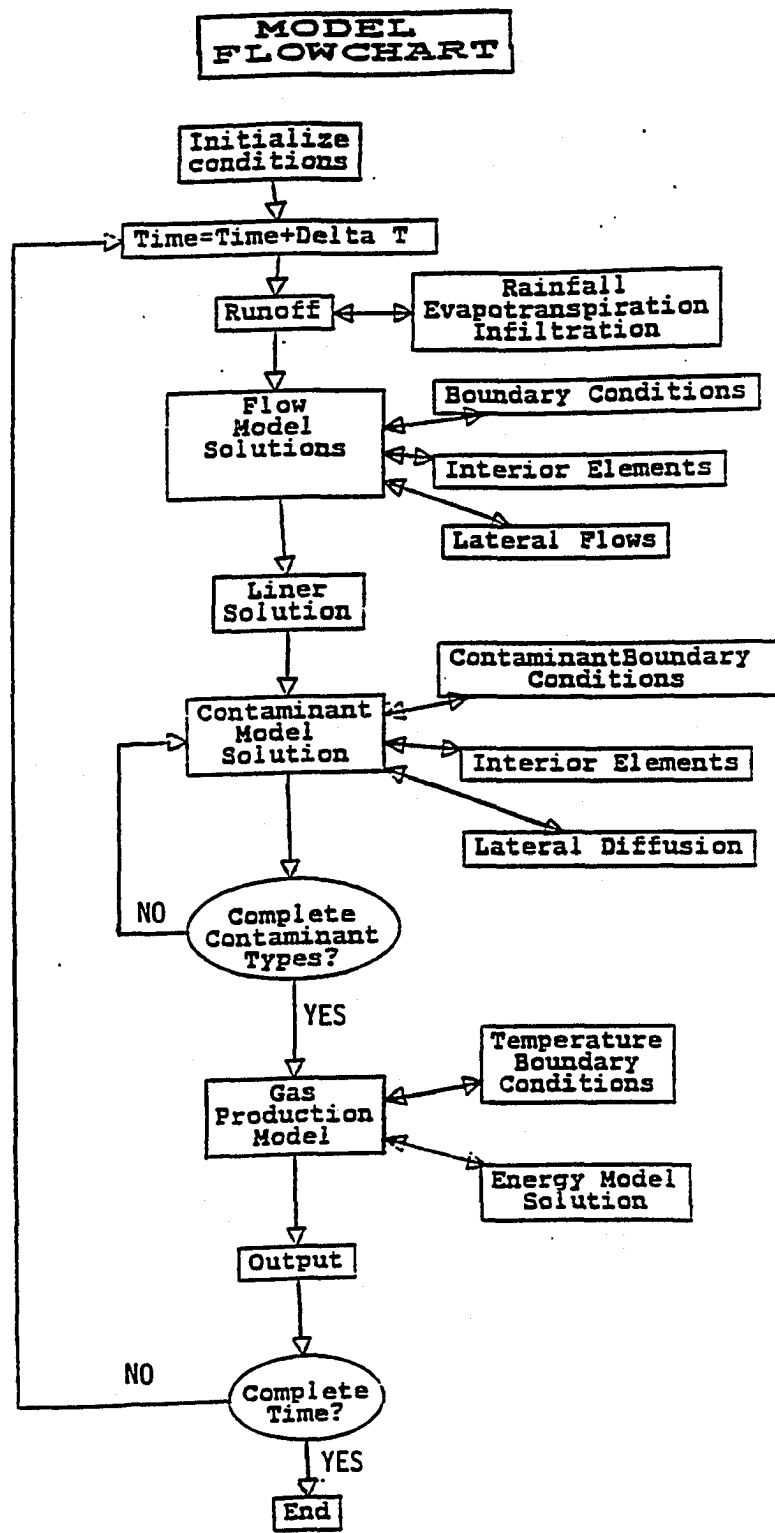 MODEL
FLOWCHART
Initialize
conditions
Time=Time+Delta T
Runoff
Rainfall
Evapotranspiration
Infiltration
Flow
Model
Solutions
Boundary Conditions
Interior Elements
Lateral Flows
Liner
Solution
Contaminant
Model
Solution
ContaminantBoundary
Conditions
Interior Elements
Lateral Diffusion
NO
Complete
Contaminant
Types?
YES
Gas
Production
Model
Temperature
Boundary
Conditions
Energy Model
Solution
Output
NO
Complete
Time?
YES
End